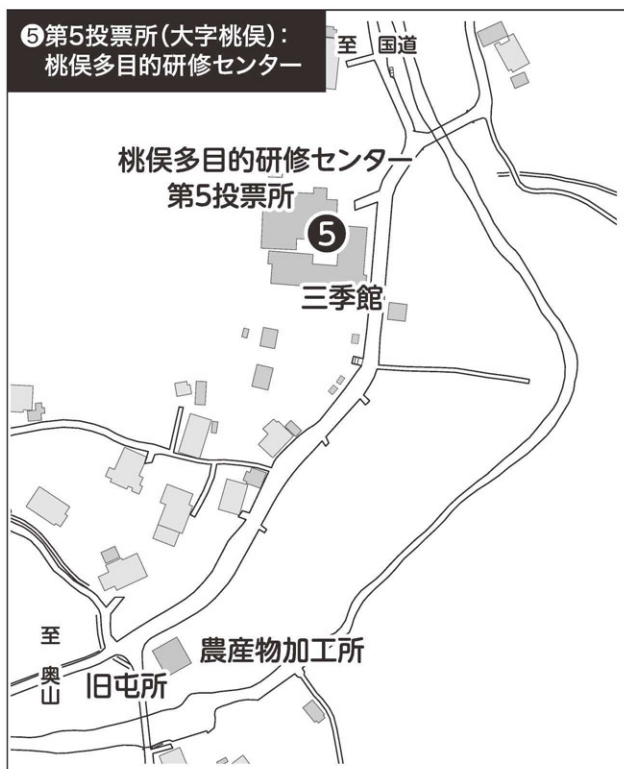 ❺第5投票所(大字桃俣):
桃俣多目的研修センター
至 国道
桃俣多目的研修センター
第5投票所
5
三季館
農産物加工所
旧屯所
至 奥山